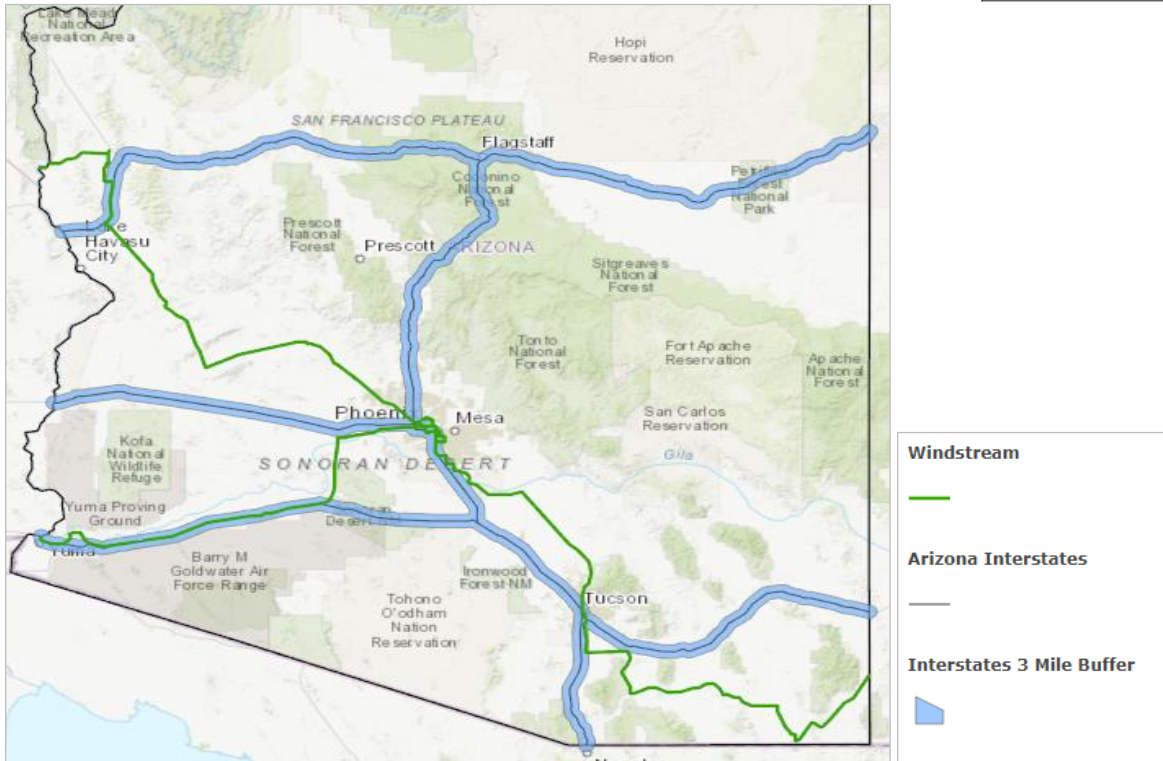 Lake Mead
National
Recreation Area
Hopi
Reservation
SAN FRANCISCO PLATEAU
Flagstaff
Coconino
National
Forest
Petrified
Forest
National
Park
Prescott
National
Forest
Prescott
ARIZONA
Lake
Havasu
City
Sitgreaves
National
Forest
Tonto
National
Forest
Fort Apache
Reservation
Apache
National
Forest
Phoeni
Mesa
San Carlos
Reservation
Kofa
National
Wildlife
Refuge
SONORAN DESERT
Gila
Yuma Proving
Ground
Desert NM
Yuma
Barry M
Goldwater Air
Force Range
Ironwood
Forest NM
Tucson
Tohono
O'odham
Nation
Reservation
Windstream
Arizona Interstates
Interstates 3 Mile Buffer